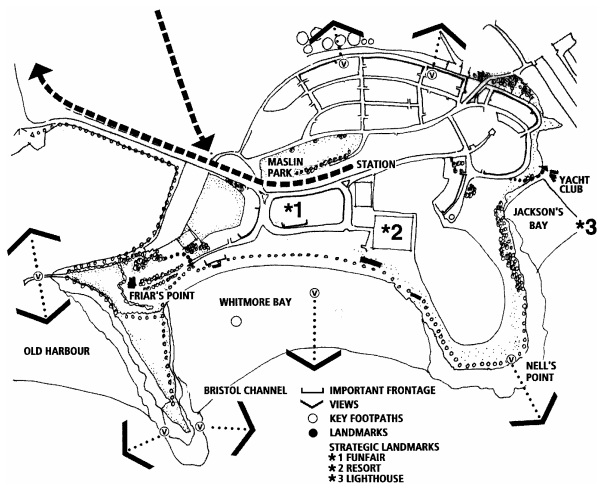 V
V
MASLIN
PARK
STATION
YACHT
CLUB
JACKSON'S
BAY
*1
*2
*3
V
FRIAR'S POINT
WHITMORE BAY
V
OLD HARBOUR
V
NELL'S
POINT
BRISTOL CHANNEL
V
V
IMPORTANT FRONTAGE
VIEWS
KEY FOOTPATHS
LANDMARKS
STRATEGIC LANDMARKS
*1 FUNFAIR
*2 RESORT
*3 LIGHTHOUSE